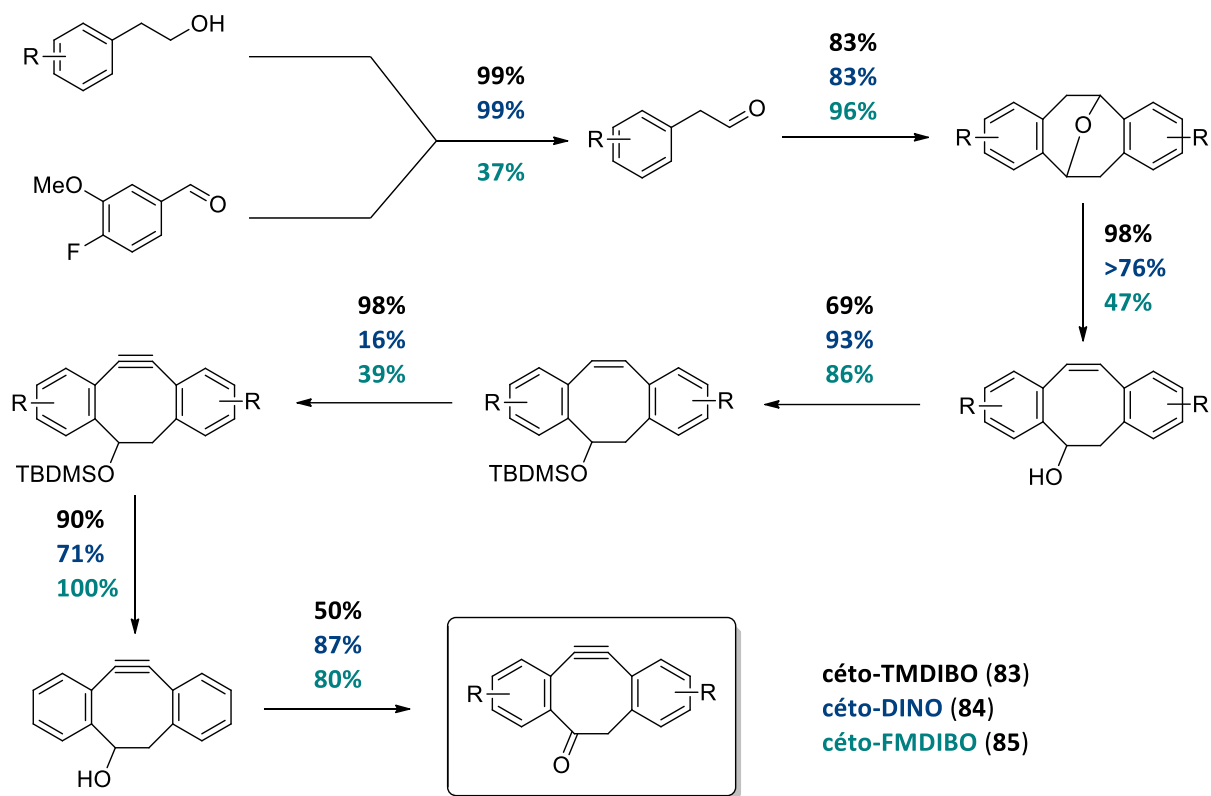 R
OH
MeO
F
O
99%
99%
37%
R
O
83%
83%
96%
R
O
R
98%
>76%
47%
R
R
HO
69%
93%
86%
R
R
TBDMSO
98%
16%
39%
R
R
TBDMSO
90%
71%
100%
HO
50%
87%
80%
R
R
O
céto-TMDIBO (83)
céto-DINO (84)
céto-FMDIBO (85)